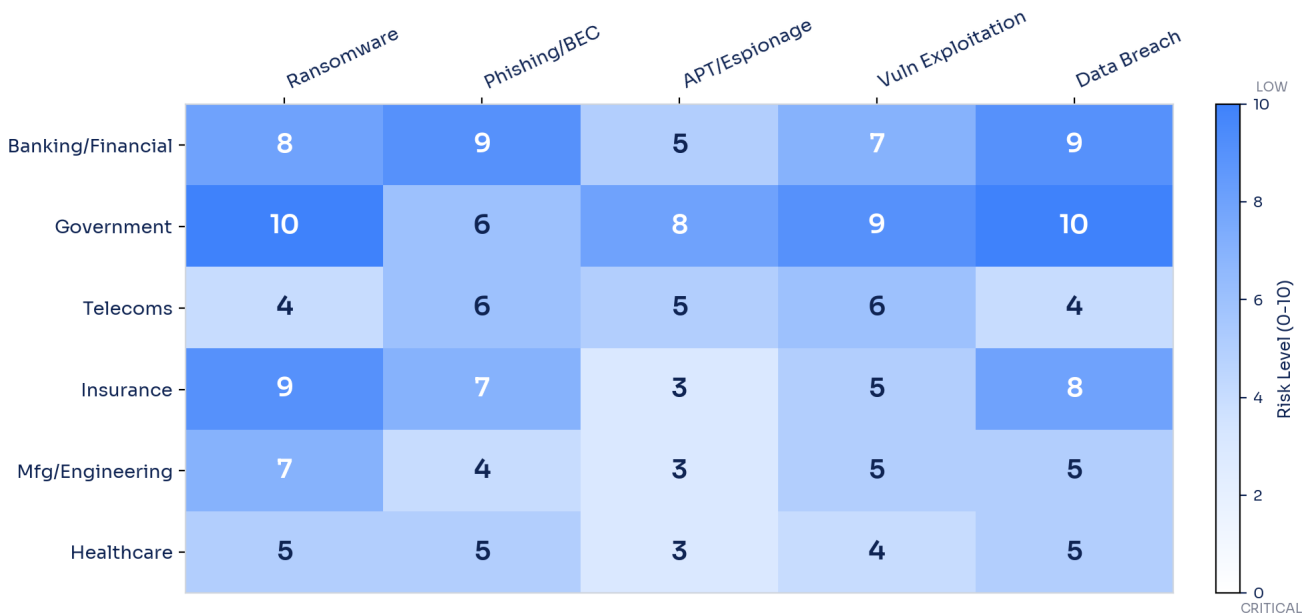 Ransomware Phishing/BEC APT/Espionage Vuln Exploitation Data Breach
LOW
Banking/Financial 8 9 5 7 9
Government 10 6 8 9 10
Telecoms 4 6 5 6 4
Insurance 9 7 3 5 8
Mfg/Engineering 7 4 3 5 5
Healthcare 5 5 3 4 5
10
8
6
4
2
0
Risk Level (0-10)
CRITICAL